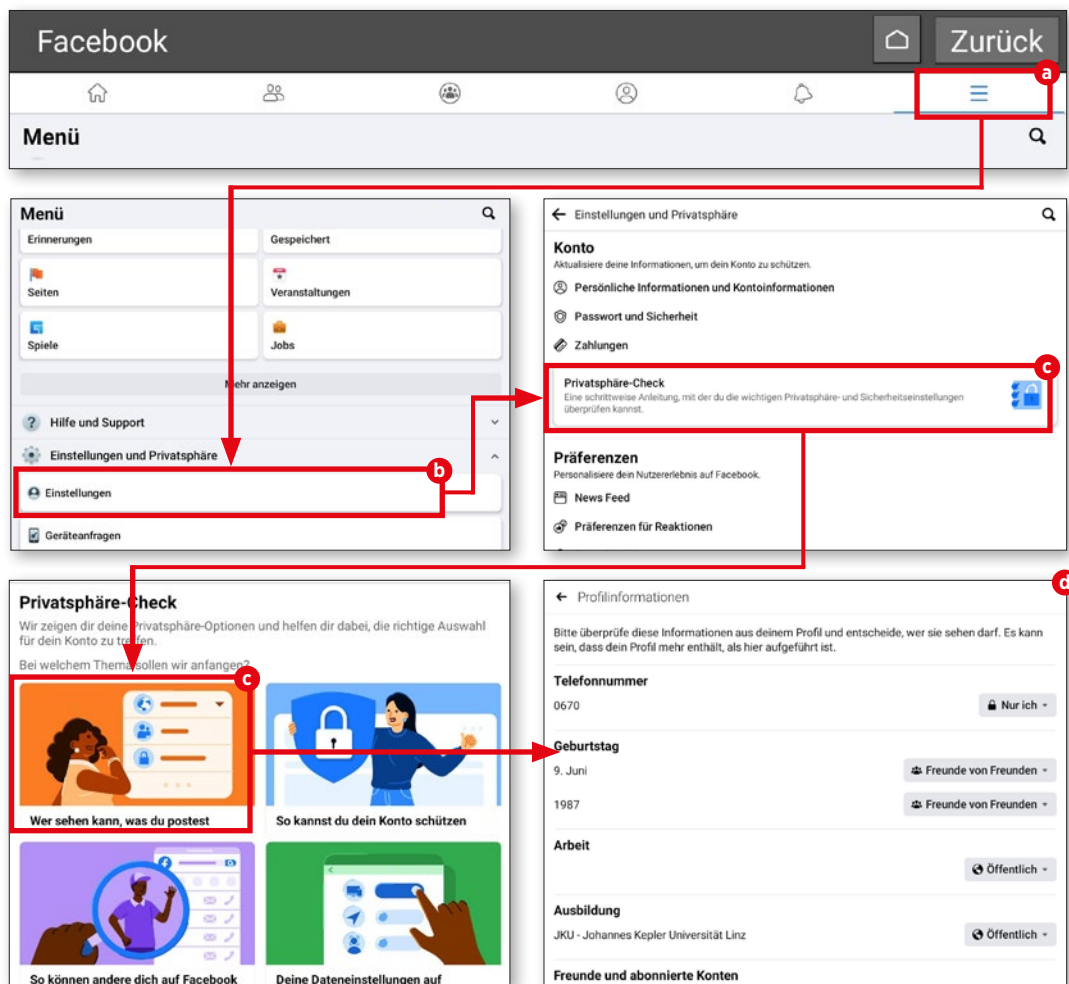 Facebook
Zurück
a
Menü
Menü
Erinnerungen
Gespeichert
Seiten
Veranstaltungen
Spiele
Jobs
Mehr anzeigen
? Hilfe und Support
Einstellungen und Privatsphäre
b
Einstellungen
Geräteanfragen
← Einstellungen und Privatsphäre
Konto
Aktualisiere deine Informationen, um dein Konto zu schützen.
Persönliche Informationen und Kontoinformationen
Passwort und Sicherheit
Zahlungen
c
Privatsphäre-Check
Eine schrittweise Anleitung, mit der du die wichtigen Privatsphäre- und Sicherheitseinstellungen
überprüfen kannst.
Präferenzen
Personalisiere dein Nutzererlebnis auf Facebook.
News Feed
Präferenzen für Reaktionen
Privatsphäre-Check
Wir zeigen dir deine Privatsphäre-Optionen und helfen dir dabei, die richtige Auswahl
für dein Konto zu treffen.
Bei welchem Thema sollen wir anfangen?
c
Wer sehen kann, was du postest
So kannst du dein Konto schützen
So können andere dich auf Facebook
Deine Dateneinstellungen auf
d
← Profilinformationen
Bitte überprüfe diese Informationen aus deinem Profil und entscheide, wer sie sehen darf. Es kann
sein, dass dein Profil mehr enthält, als hier aufgeführt ist.
Telefonnummer
0670
Nur ich
Geburtstag
9. Juni
Freunde von Freunden
1987
Freunde von Freunden
Arbeit
Öffentlich
Ausbildung
JKU - Johannes Kepler Universität Linz
Öffentlich
Freunde und abonnierte Konten